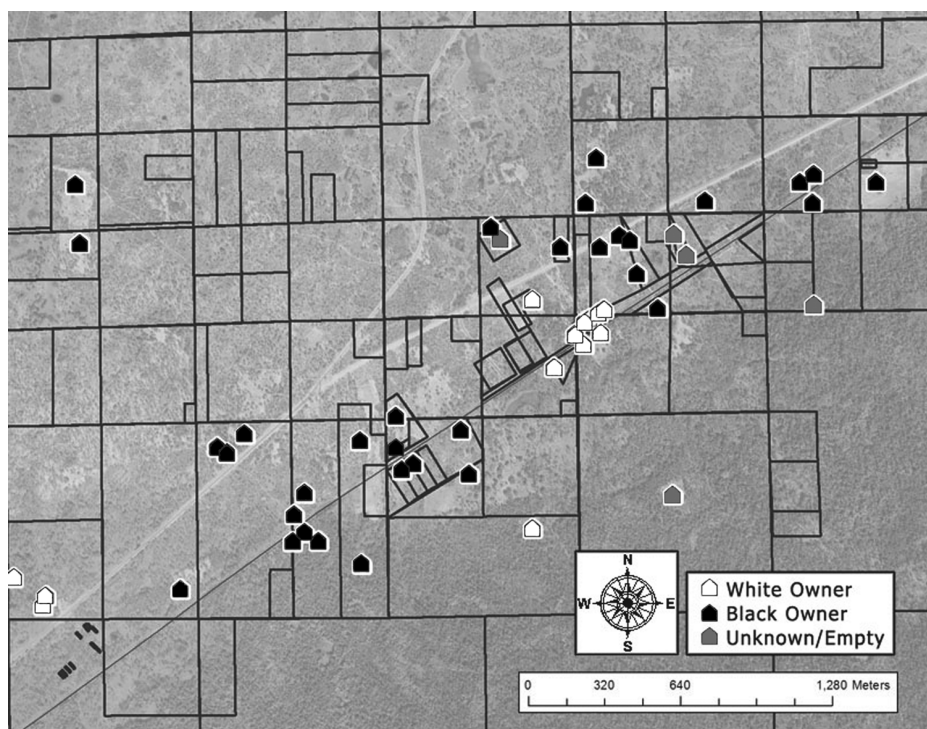 N
W E
S
White Owner
Black Owner
Unknown/Empty
0 320 640 1,280 Meters